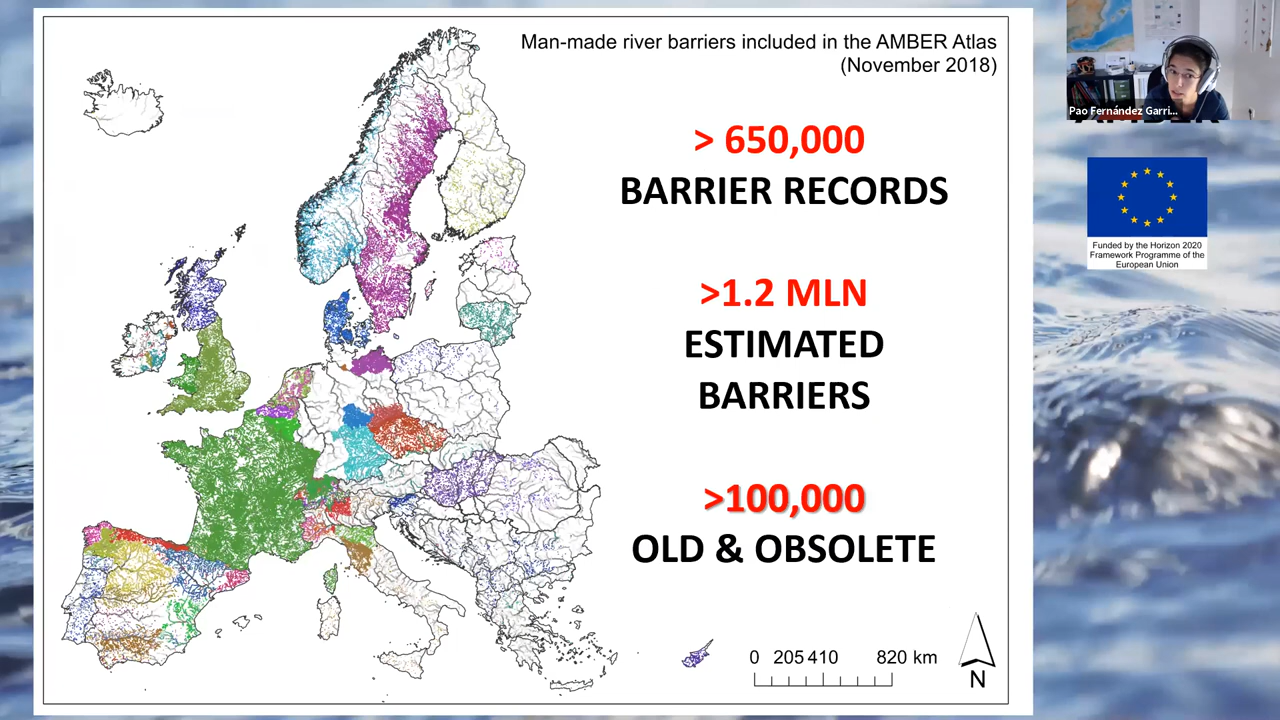 Man-made river barriers included in the AMBER Atlas
(November 2018)
> 650,000
BARRIER RECORDS
>1.2 MLN
ESTIMATED
BARRIERS
>100,000
OLD & OBSOLETE
0 205 410 820 km
N
Pao Fernández Garri...
AMBER
Funded by the Horizon 2020
Framework Programme of the
European Union